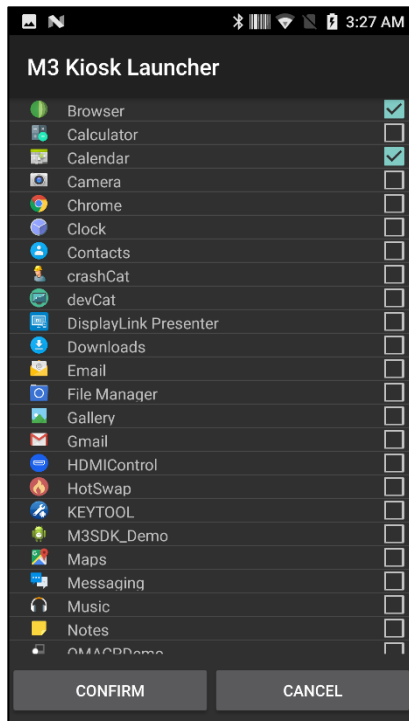 3:27 AM
M3 Kiosk Launcher
Browser
Calculator
Calendar
Camera
Chrome
Clock
Contacts
crashCat
devCat
DisplayLink Presenter
Downloads
Email
File Manager
Gallery
Gmail
HDMIControl
HotSwap
KEYTOOL
M3SDK_Demo
Maps
Messaging
Music
Notes
CONFIRM CANCEL